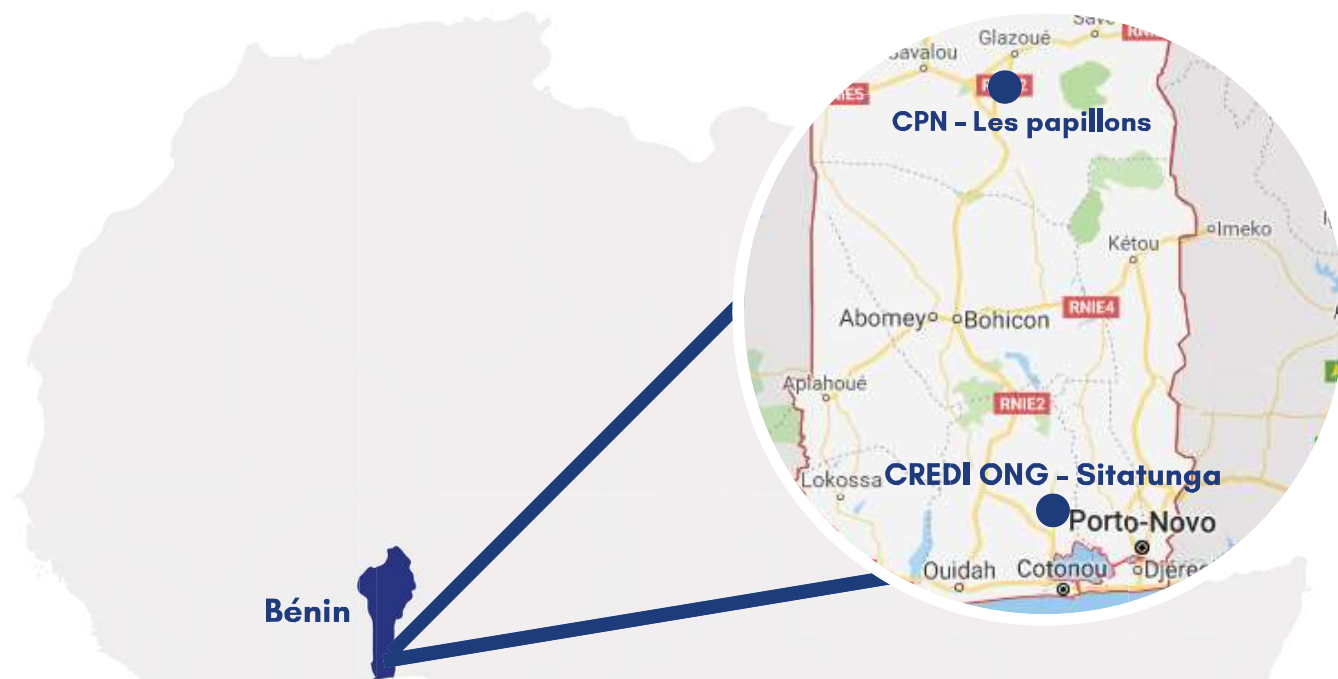 Glazoué
CPN - Les papillons
Imeko
Kétou
RNIE4
Abomey
Bohicon
Aplahoué
RNIE2
Lokossa
CREDI ONG - Sitatunga
Porto-Novo
Ouidah
Cotonou
Bénin